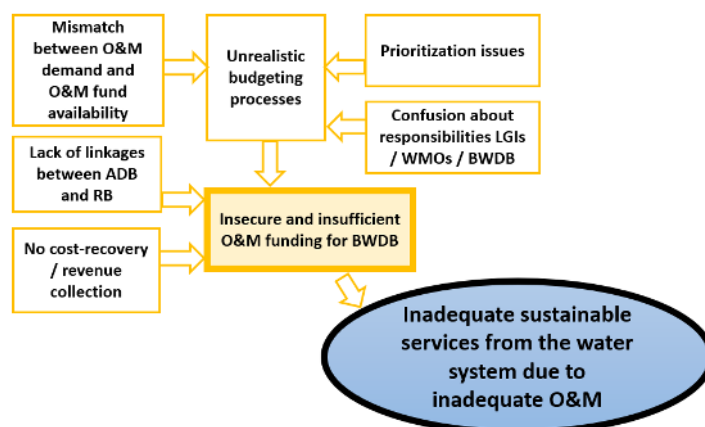 Mismatch
between O&M
demand and
O&M fund
availability
Unrealistic
budgeting
processes
Prioritization issues
Confusion about
responsibilities LGIs
/ WMOs / BWDB
Lack of linkages
between ADB
and RB
Insecure and insufficient
O&M funding for BWDB
No cost-recovery
/ revenue
collection
Inadequate sustainable
services from the water
system due to
inadequate O&M